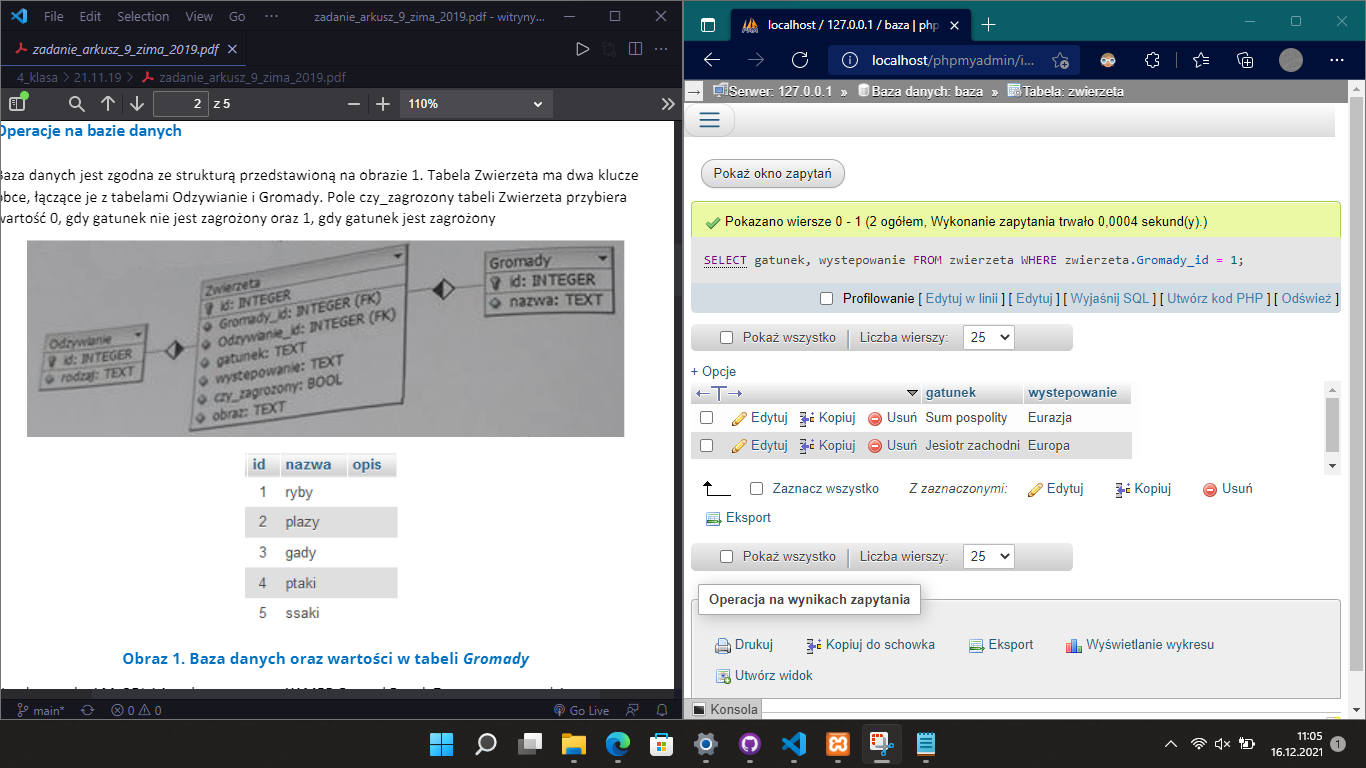 File Edit Selection View Go ··· zadanie_arkusz_9_zima_2019.pdf - witryny...
zadanie_arkusz_9_zima_2019.pdf
4_klasa > 21.11.19 > zadanie_arkusz_9_zima_2019.pdf
2 z 5 110%
Operacje na bazie danych
Baza danych jest zgodna ze strukturą przedstawioną na obrazie 1. Tabela Zwierzeta ma dwa klucze
obce, łączące je z tabelami Odzywianie i Gromady. Pole czy_zagrozony tabeli Zwierzeta przybiera
wartość 0, gdy gatunek nie jest zagrożony oraz 1, gdy gatunek jest zagrożony
Odzywianie
id: INTEGER
rodzaj: TEXT
Zwierzeta
id: INTEGER
Gromady_id: INTEGER (FK)
Odzywianie_id: INTEGER (FK)
gatunek: TEXT
wystepowanie: TEXT
czy_zagrozony: BOOL
obraz: TEXT
Gromady
id: INTEGER
nazwa: TEXT
id nazwa opis
1 ryby
2 plazy
3 gady
4 ptaki
5 ssaki
Obraz 1. Baza danych oraz wartości w tabeli Gromady
main* 0 0 Go Live
localhost / 127.0.0.1 / baza | php
localhost/phpmyadmin/i...
Serwer: 127.0.0.1 » Baza danych: baza » Tabela: zwierzeta
Pokaż okno zapytań
Pokazano wiersze 0 - 1 (2 ogółem, Wykonanie zapytania trwało 0,0004 sekund(y).)
SELECT gatunek, wystepowanie FROM zwierzeta WHERE zwierzeta.Gromady_id = 1;
Profilowanie [ Edytuj w linii ] [ Edytuj ] [ Wyjaśnij SQL ] [ Utwórz kod PHP ] [ Odśwież ]
Pokaż wszystko | Liczba wierszy: 25
+ Opcje
←T→ gatunek wystepowanie
Edytuj Kopiuj Usuń Sum pospolity Eurazja
Edytuj Kopiuj Usuń Jesiotr zachodni Europa
Zaznacz wszystko Z zaznaczonymi: Edytuj Kopiuj Usuń
Eksport
Pokaż wszystko | Liczba wierszy: 25
Operacja na wynikach zapytania
Drukuj Kopiuj do schowka Eksport Wyświetlanie wykresu
Utwórz widok
Konsola
11:05
16.12.2021 1